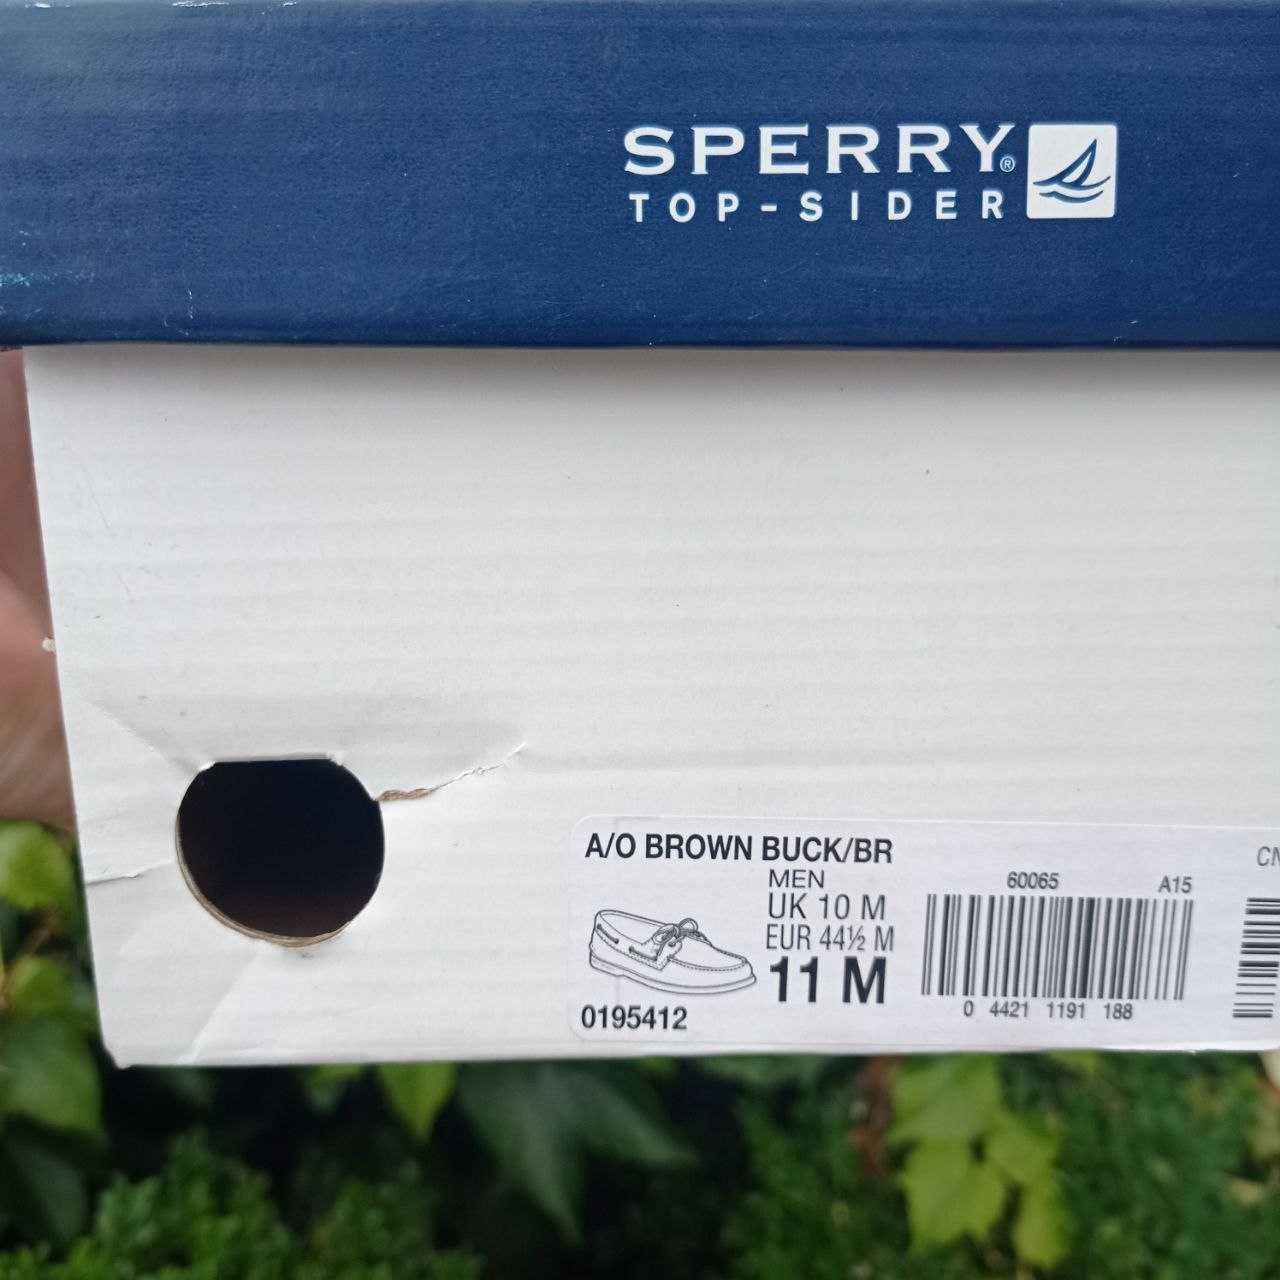 SPERRY®
TOP-SIDER
A/O BROWN BUCK/BR
MEN
UK 10 M
EUR 44½ M
11 M
0195412
60065 A15
0 4421 1191 188